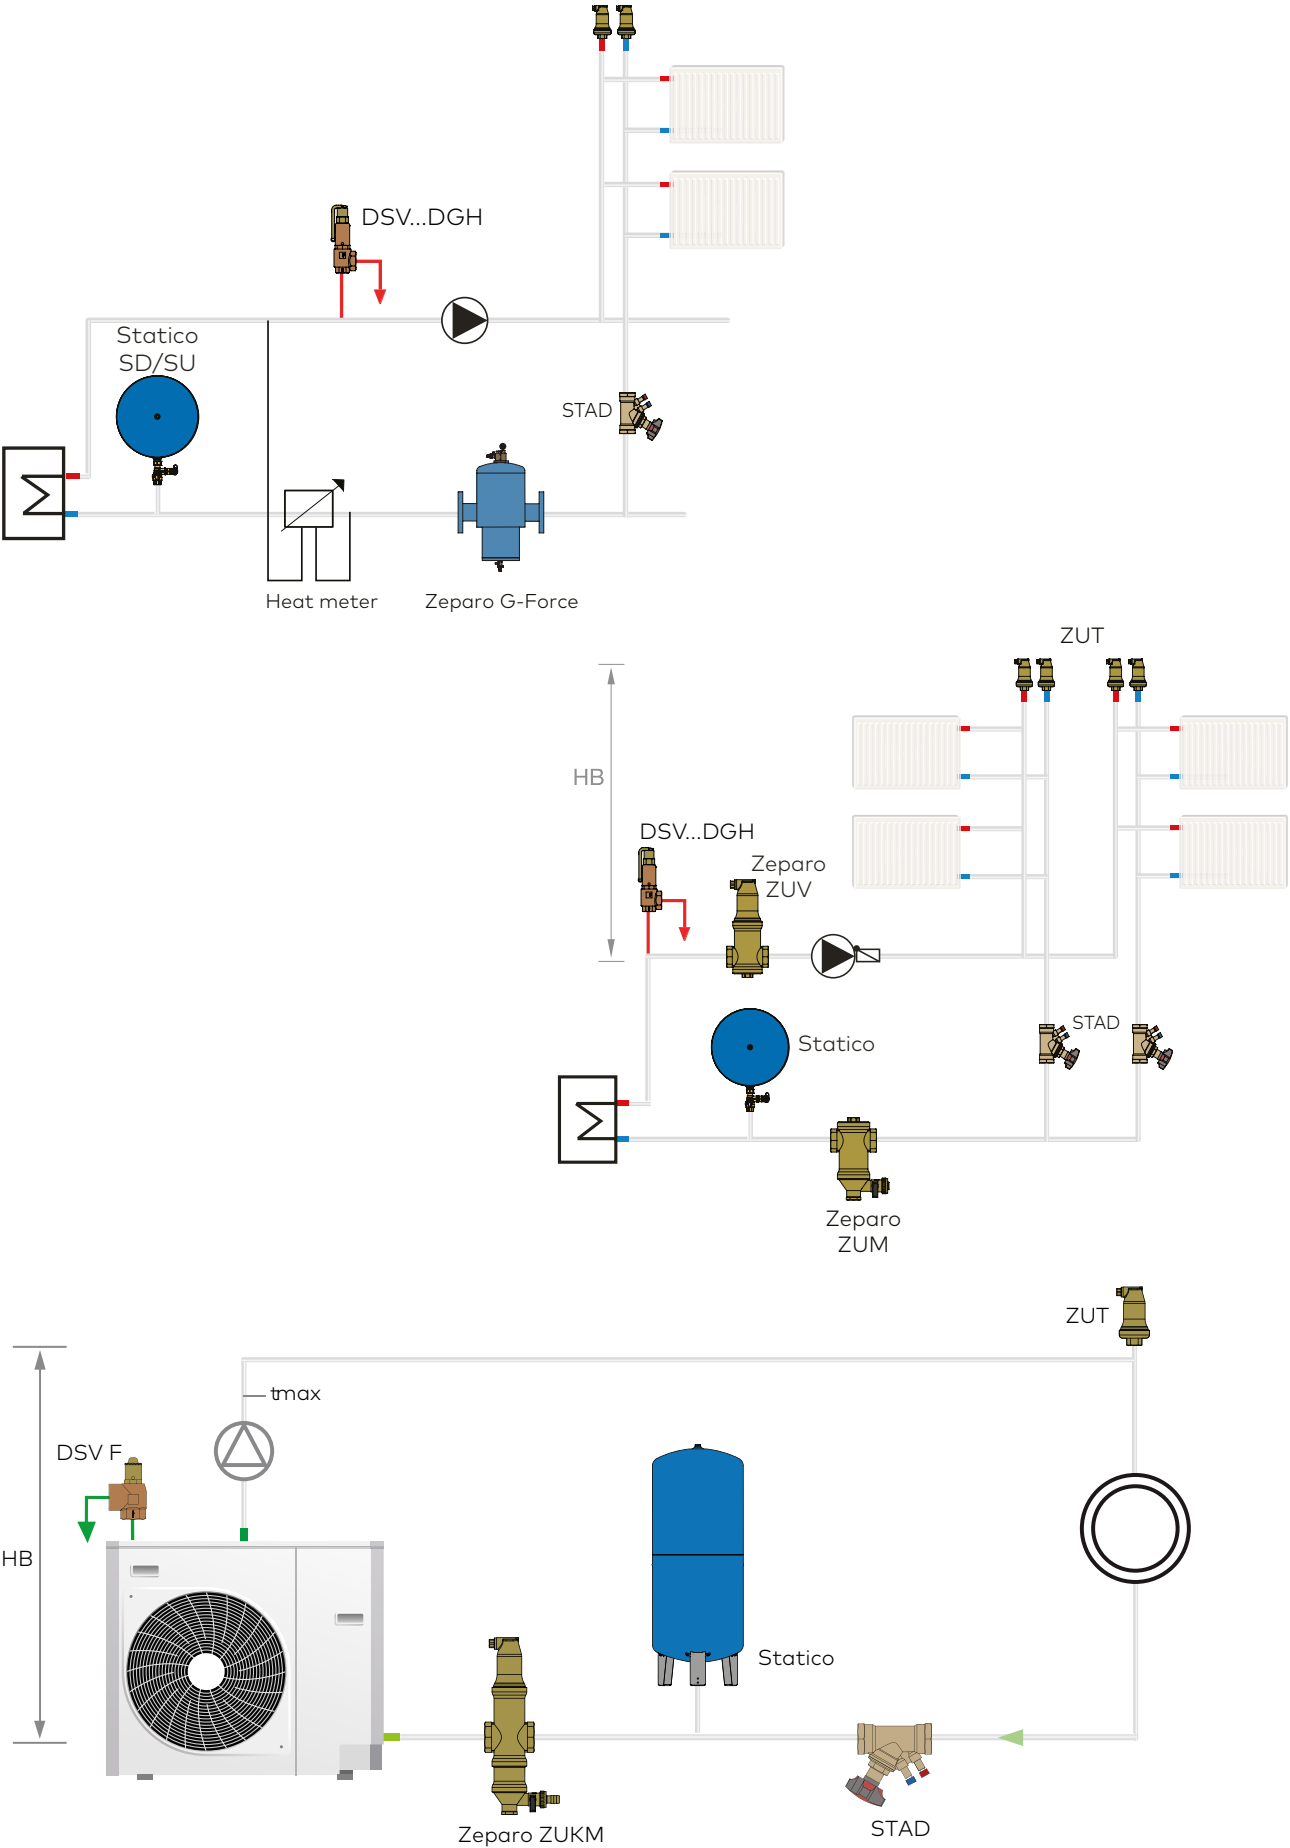 DSV...DGH
Statico
SD/SU
STAD
Heat meter
Zeparo G-Force
ZUT
HB
DSV...DGH
Zeparo
ZUV
STAD
Statico
Zeparo
ZUM
ZUT
tmax
DSV F
HB
Statico
STAD
Zeparo ZUKM